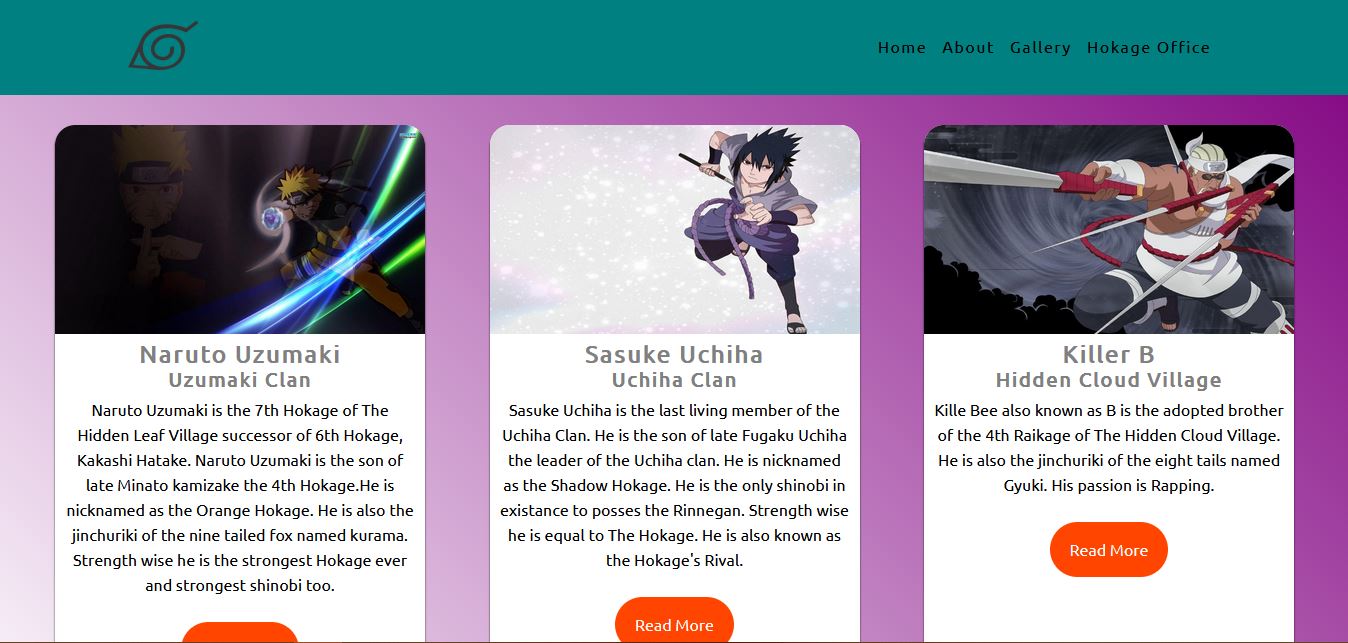 Home About Gallery Hokage Office
Naruto Uzumaki
Uzumaki Clan
Naruto Uzumaki is the 7th Hokage of The
Hidden Leaf Village successor of 6th Hokage,
Kakashi Hatake. Naruto Uzumaki is the son of
late Minato kamizake the 4th Hokage.He is
nicknamed as the Orange Hokage. He is also the
jinchuriki of the nine tailed fox named kurama.
Strength wise he is the strongest Hokage ever
and strongest shinobi too.
Sasuke Uchiha
Uchiha Clan
Sasuke Uchiha is the last living member of the
Uchiha Clan. He is the son of late Fugaku Uchiha
the leader of the Uchiha clan. He is nicknamed
as the Shadow Hokage. He is the only shinobi in
existance to posses the Rinnegan. Strength wise
he is equal to The Hokage. He is also known as
the Hokage's Rival.
Read More
Killer B
Hidden Cloud Village
Kille Bee also known as B is the adopted brother
of the 4th Raikage of The Hidden Cloud Village.
He is also the jinchuriki of the eight tails named
Gyuki. His passion is Rapping.
Read More